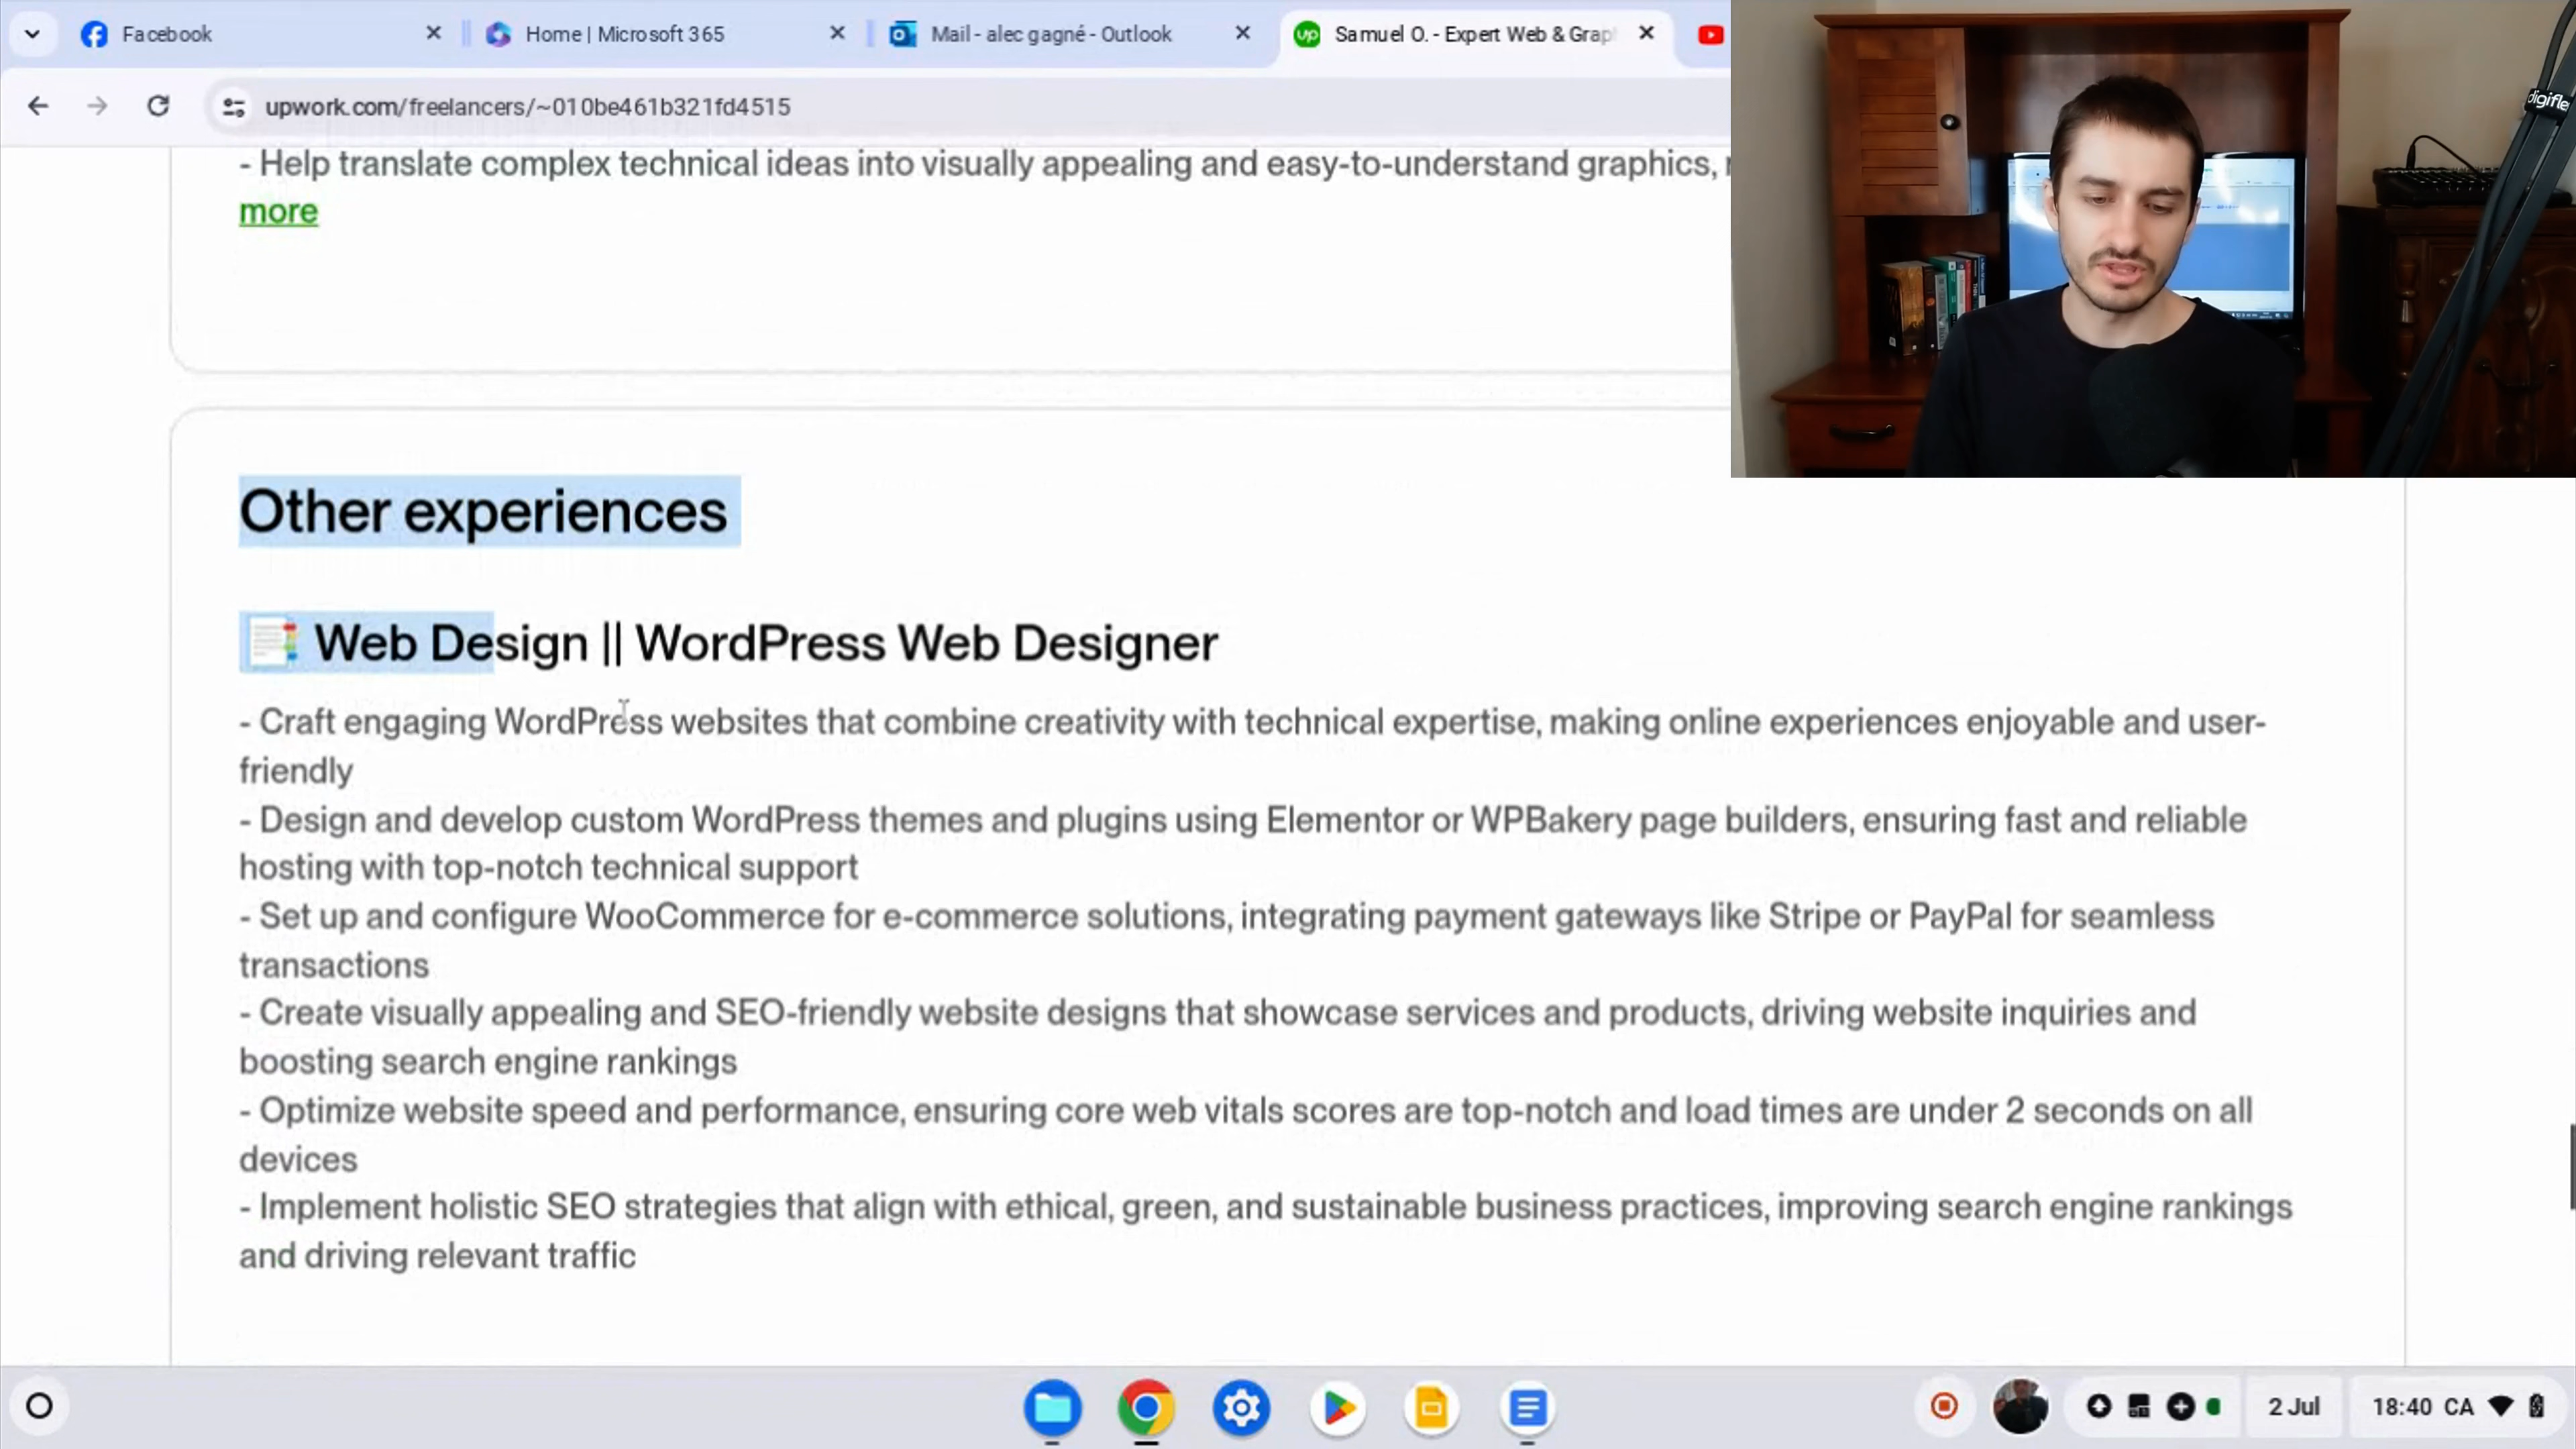 Facebook
Home | Microsoft 365
Mail - alec gagné - Outlook
up
Samuel O. - Expert Web & Grap
digifle
upwork.com/freelancers/~010be461b321fd4515
- Help translate complex technical ideas into visually appealing and easy-to-understand graphics,
more
Other experiences
Web Design || WordPress Web Designer
- Craft engaging WordPress websites that combine creativity with technical expertise, making online experiences enjoyable and user-
friendly
- Design and develop custom WordPress themes and plugins using Elementor or WPBakery page builders, ensuring fast and reliable
hosting with top-notch technical support
- Set up and configure WooCommerce for e-commerce solutions, integrating payment gateways like Stripe or PayPal for seamless
transactions
- Create visually appealing and SEO-friendly website designs that showcase services and products, driving website inquiries and
boosting search engine rankings
- Optimize website speed and performance, ensuring core web vitals scores are top-notch and load times are under 2 seconds on all
devices
- Implement holistic SEO strategies that align with ethical, green, and sustainable business practices, improving search engine rankings
and driving relevant traffic
2 Jul
18:40 CA